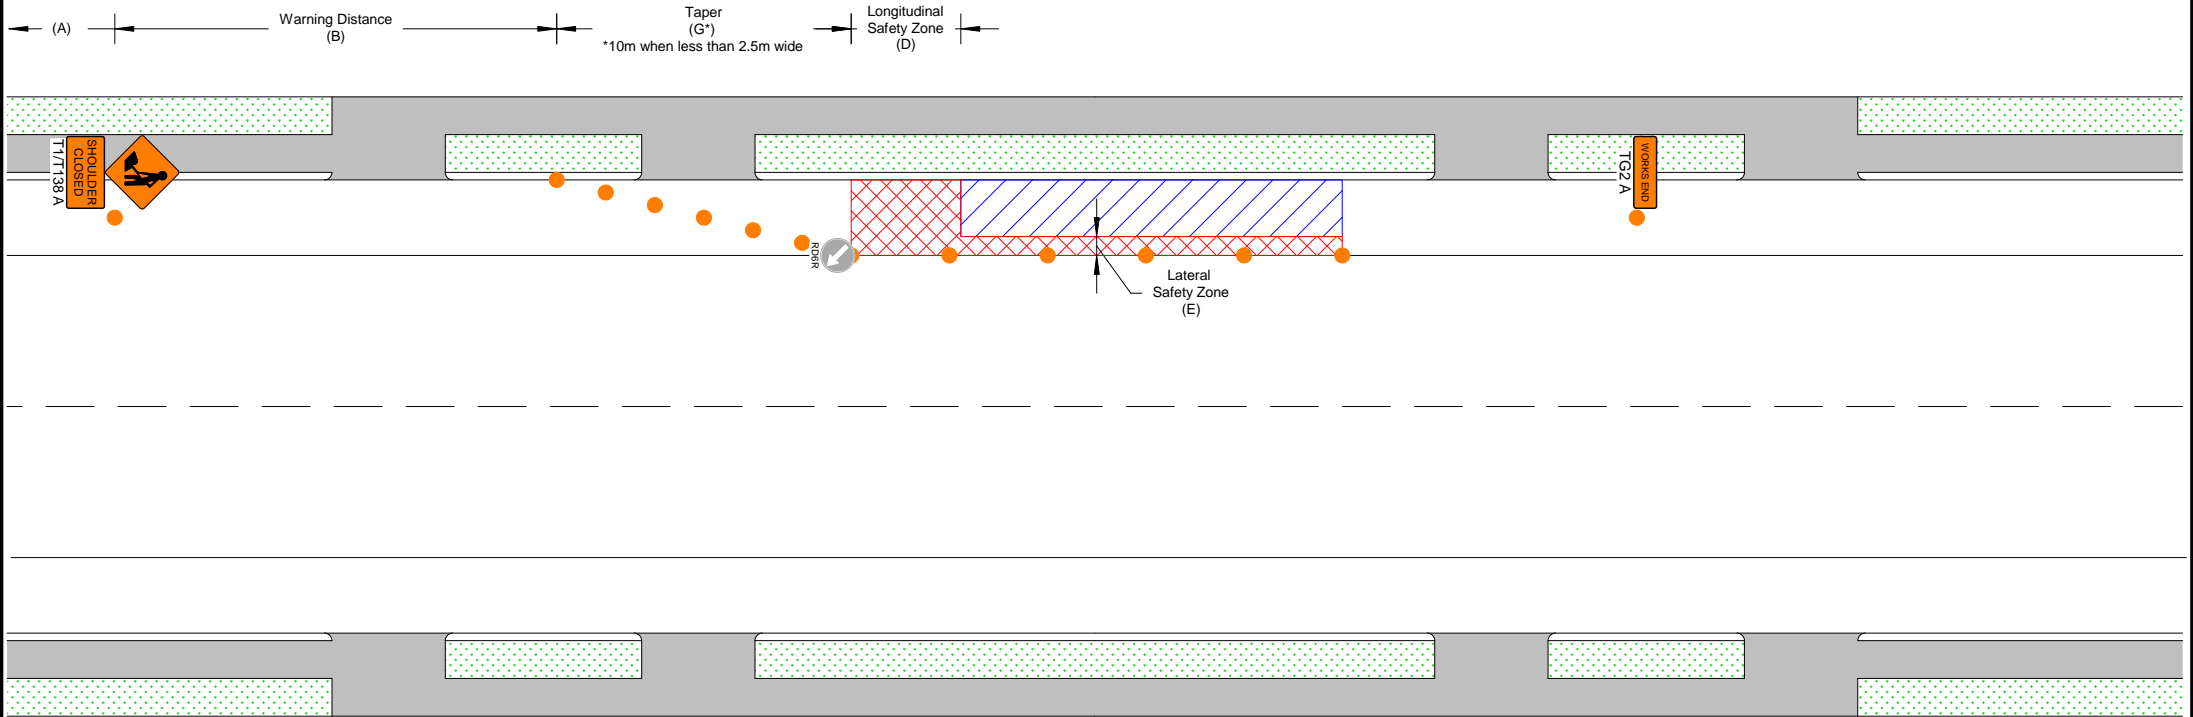 (A)
Warning Distance
(B)
Taper
(G*)
*10m when less than 2.5m wide
Longitudinal
Safety Zone
(D)
SHOULDER
CLOSED
T1/T138 A
RD6R
WORKS END
TG2 A
Lateral
Safety Zone
(E)